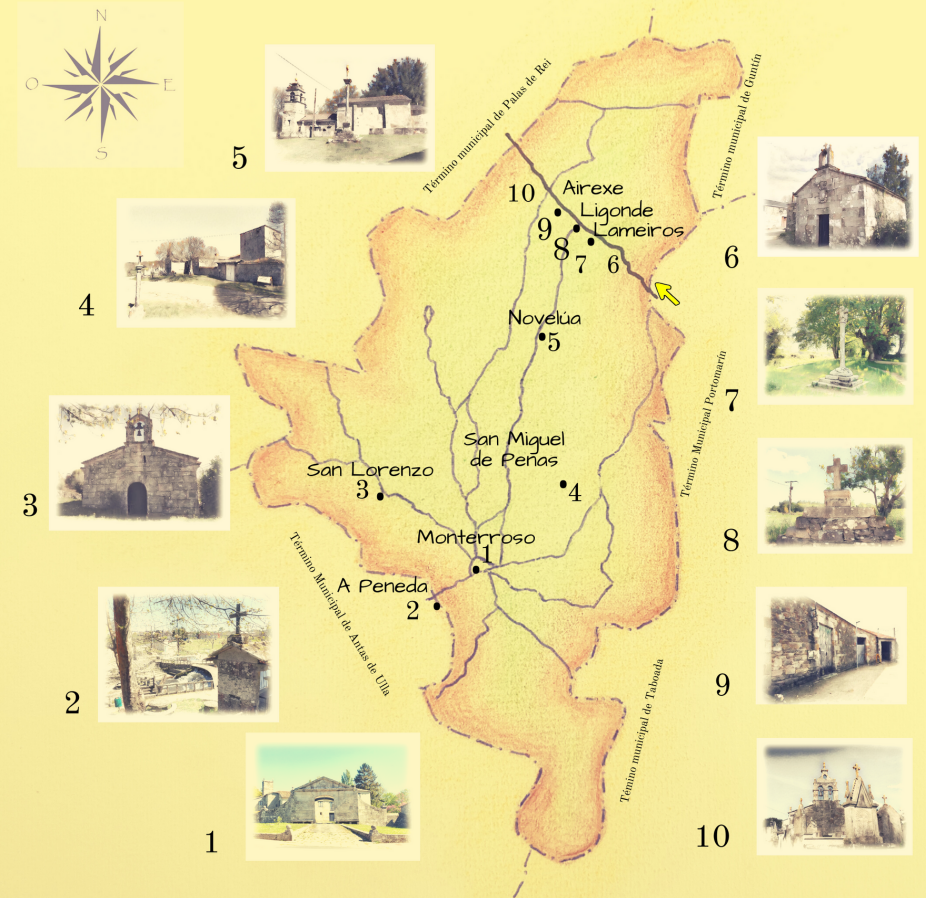 N
O
E
S
5
Término municipal de Palas de Rei
Término municipal de Guntín
10
Airexe
9
Ligonde
8
Lameiros
7
6
6
4
Novelúa
5
7
Término Municipal Portomarín
San Miguel
de Peñas
4
San Lorenzo
3
3
8
Monterroso
1
A Peneda
2
Término Municipal de Antas de Ulla
2
9
Témino municipal de Taboada
1
10